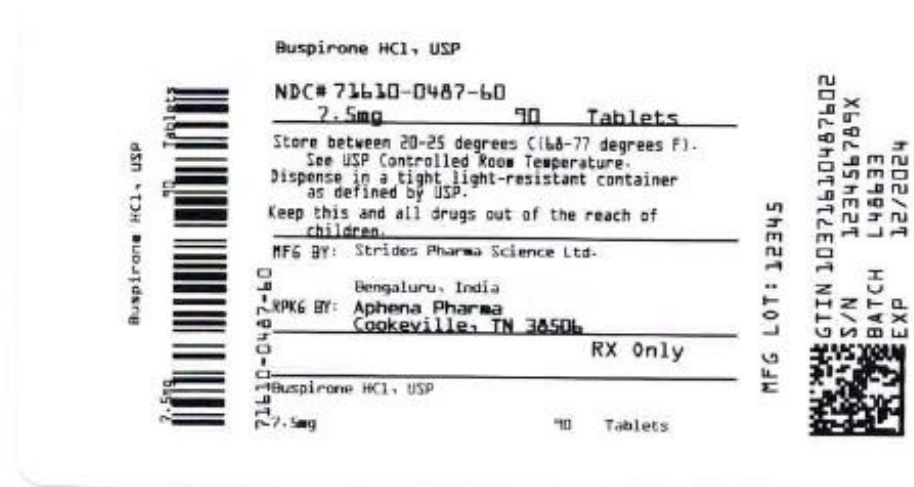 Buspirone HCl, USP
NDC# 71610-0487-60
7.5mg 90 Tablets
Store between 20-25 degrees C(68-77 degrees F).
See USP Controlled Room Temperature.
Dispense in a tight light-resistant container
as defined by USP.
Keep this and all drugs out of the reach of
children.
MFG BY: Strides Pharma Science Ltd.
Bengaluru, India
RPKG BY: Aphena Pharma
Cookeville, TN 38506
RX Only
Buspirone HCl, USP
7.5mg 90 Tablets
Buspirone HCl, USP
7.5mg 90 Tablets
71610-0487-60
MFG LOT: 12345
GTIN 10371610487602
S/N 123456789X
BATCH L48633
EXP 12/2024